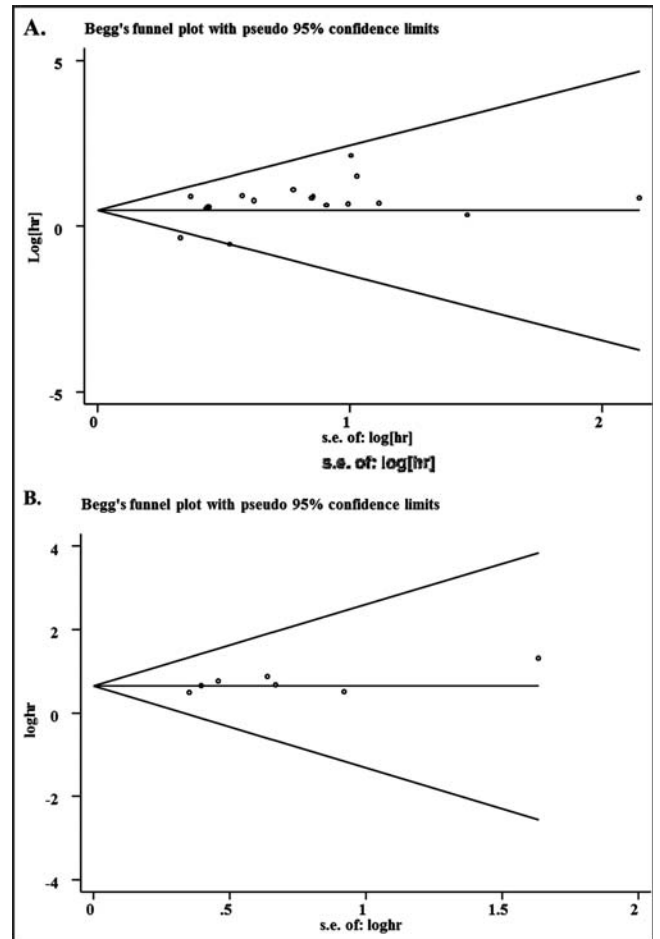 A.
Begg's funnel plot with pseudo 95% confidence limits
5
0
-5
Log[hr]
0
1
2
s.e. of: log[hr]
s.e. of: log[hr]
B.
Begg's funnel plot with pseudo 95% confidence limits
4
2
0
-2
-4
loghr
0
.5
1
1.5
2
s.e. of: loghr